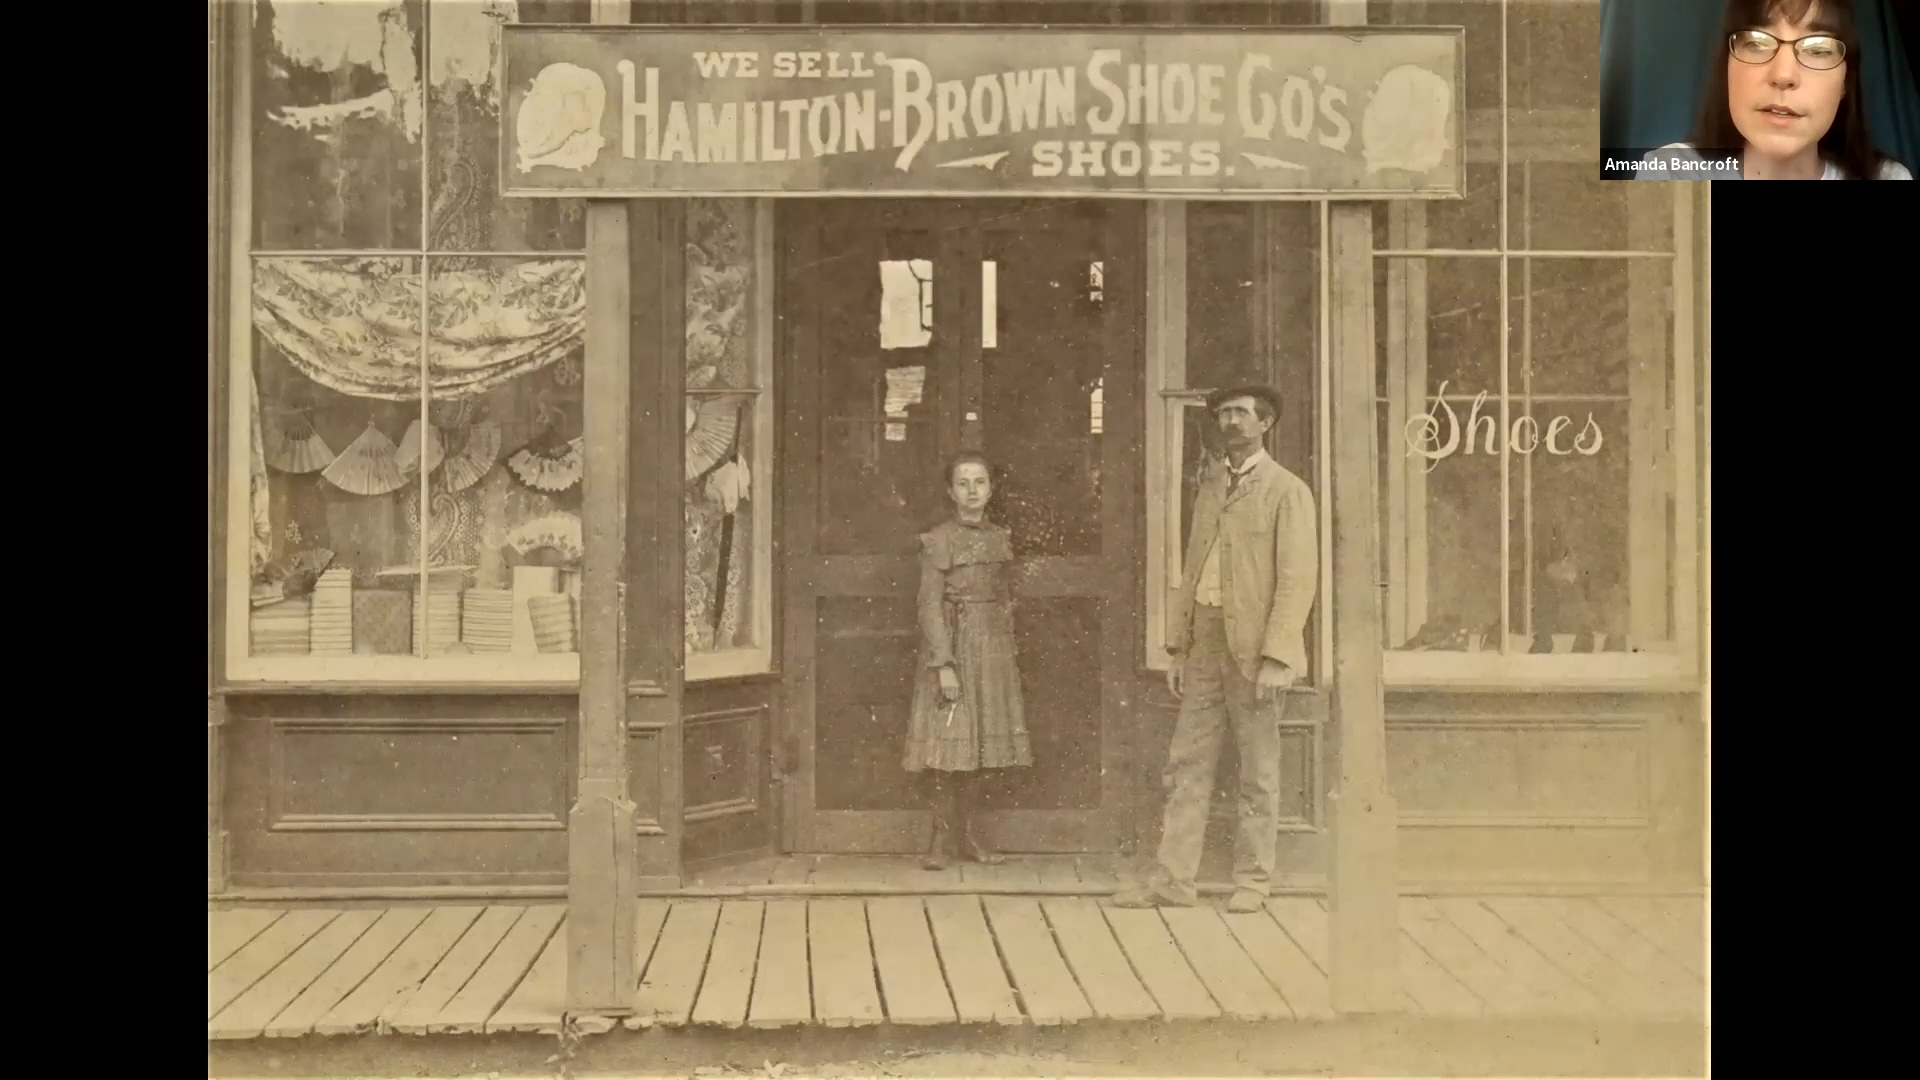 WE SELL
HAMILTON-BROWN SHOE CO'S
SHOES.
Shoes
Amanda Bancroft